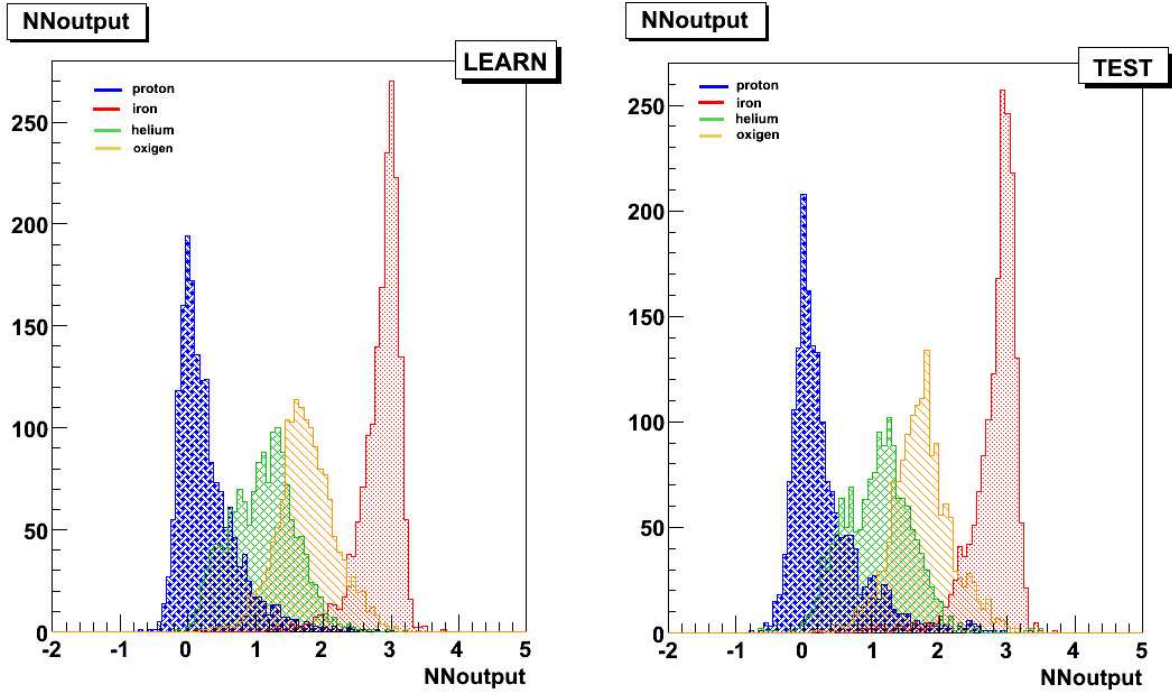 NNoutput
LEARN
proton
iron
helium
oxigen
250
200
150
100
50
0
-2 -1 0 1 2 3 4 5
NNoutput
NNoutput
TEST
proton
iron
helium
oxigen
250
200
150
100
50
0
-2 -1 0 1 2 3 4 5
NNoutput